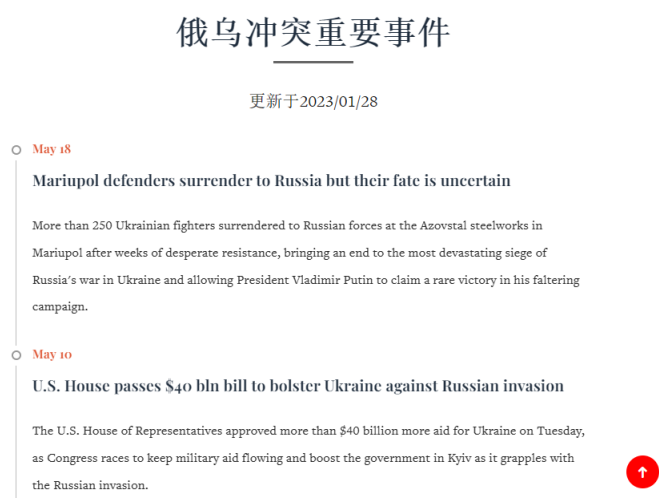 俄乌冲突重要事件
更新于2023/01/28
May 18
Mariupol defenders surrender to Russia but their fate is uncertain
More than 250 Ukrainian fighters surrendered to Russian forces at the Azovstal steelworks in
Mariupol after weeks of desperate resistance, bringing an end to the most devastating siege of
Russia's war in Ukraine and allowing President Vladimir Putin to claim a rare victory in his faltering
campaign.
May 10
U.S. House passes $40 bln bill to bolster Ukraine against Russian invasion
The U.S. House of Representatives approved more than $40 billion more aid for Ukraine on Tuesday,
as Congress races to keep military aid flowing and boost the government in Kyiv as it grapples with
the Russian invasion.